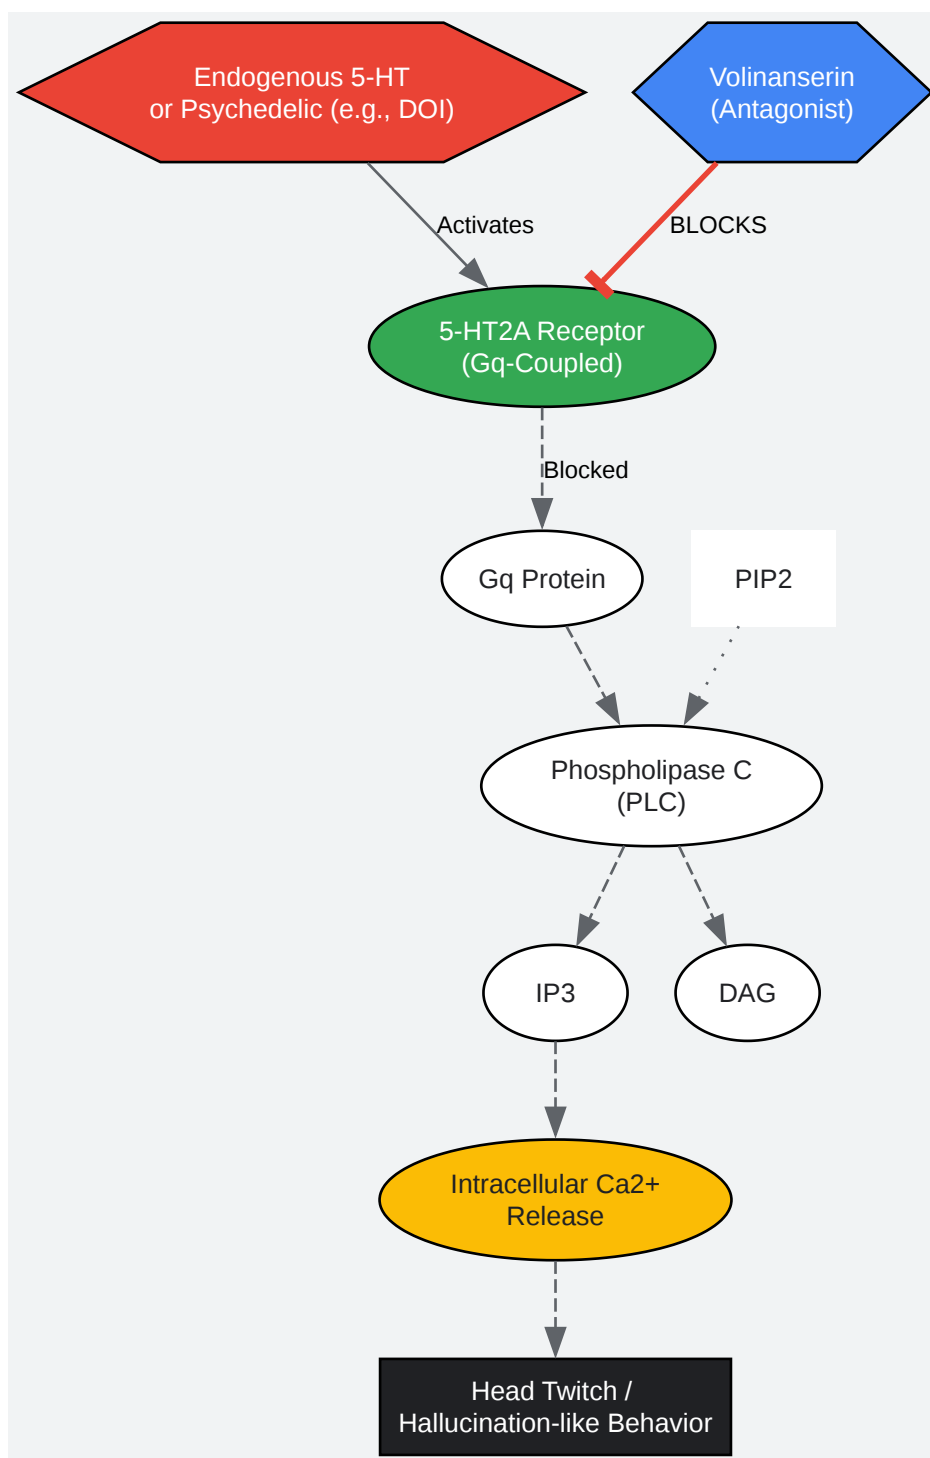 Endogenous 5-HT
or Psychedelic (e.g., DOI)
Volinanserin
(Antagonist)
Activates
BLOCKS
5-HT2A Receptor
(Gq-Coupled)
Blocked
Gq Protein
PIP2
Phospholipase C
(PLC)
IP3
DAG
Intracellular Ca2+
Release
Head Twitch /
Hallucination-like Behavior